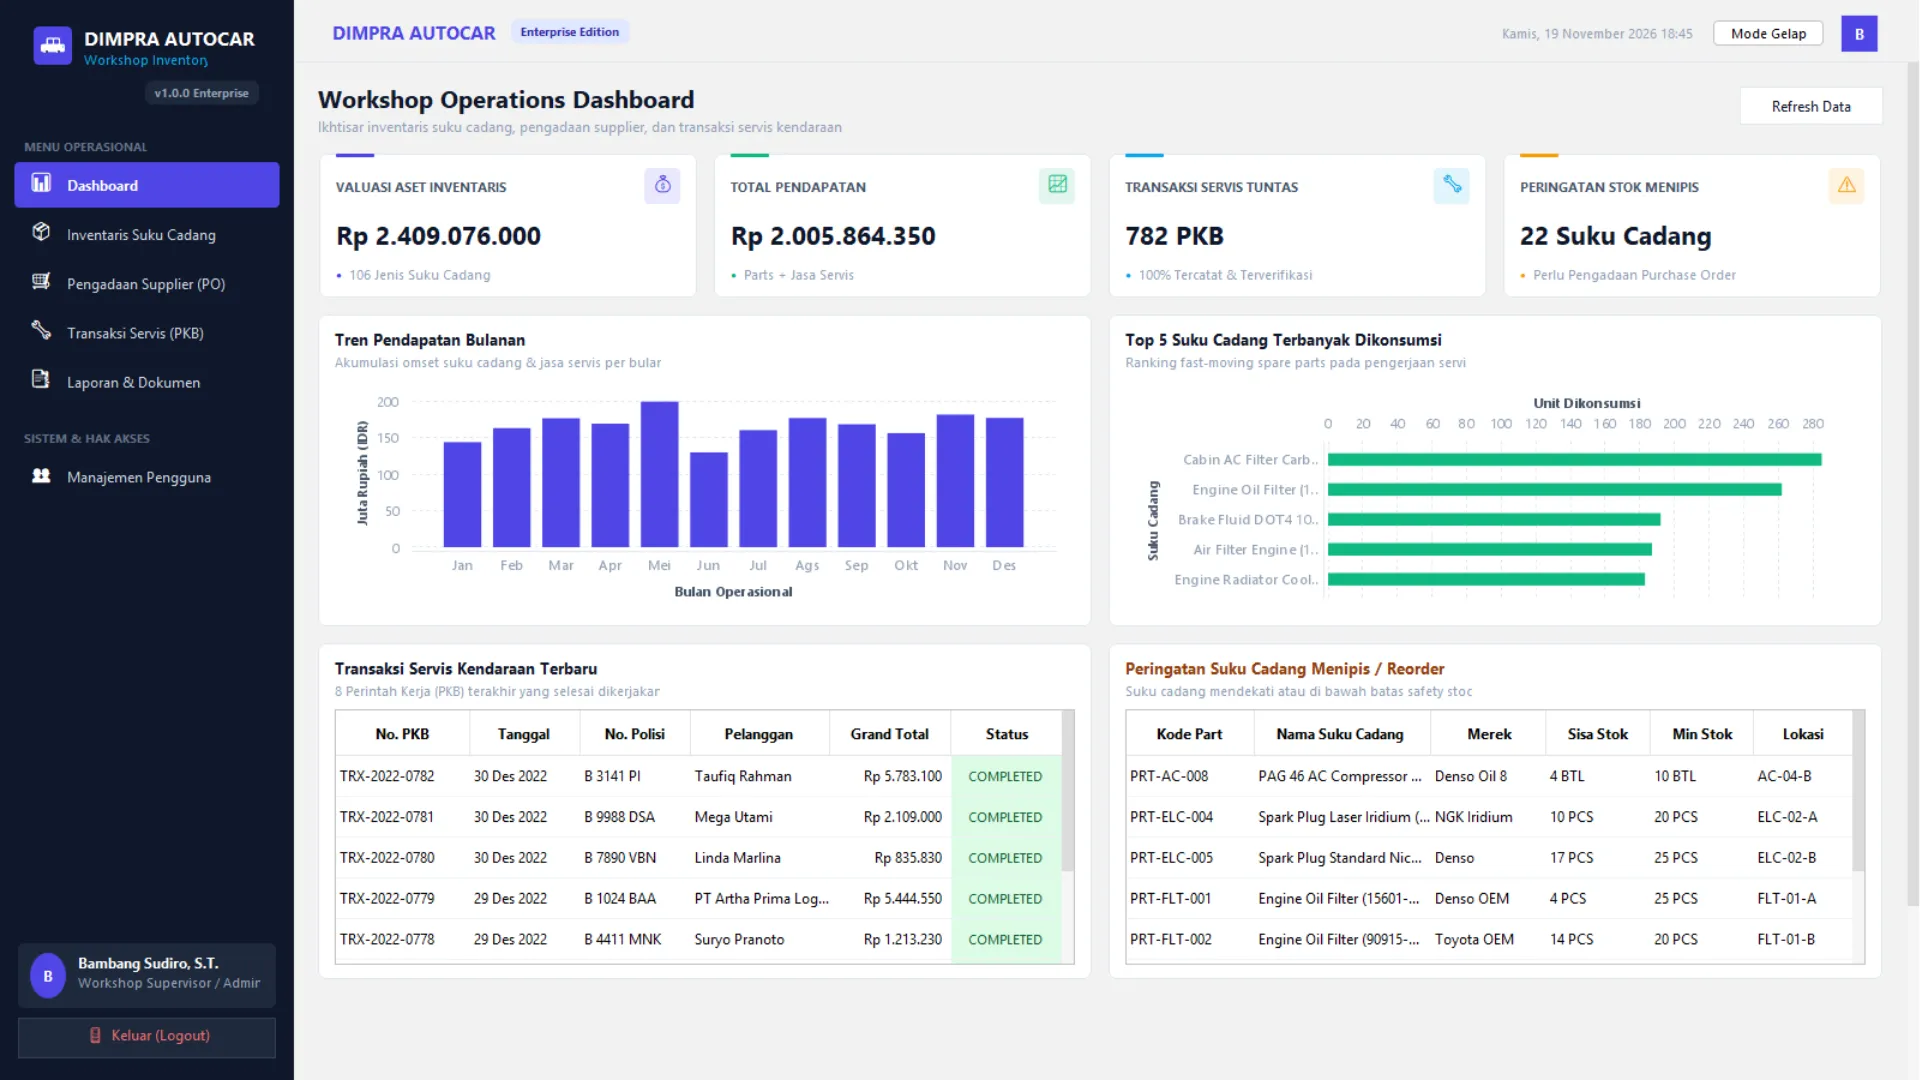 DIMPRA AUTOCAR
Workshop Inventory
v1.0.0 Enterprise
MENU OPERASIONAL
Dashboard
Inventaris Suku Cadang
Pengadaan Supplier (PO)
Transaksi Servis (PKB)
Laporan & Dokumen
SISTEM & HAK AKSES
Manajemen Pengguna
B
Bambang Sudiro, S.T.
Workshop Supervisor / Admin
Keluar (Logout)
DIMPRA AUTOCAR Enterprise Edition
Kamis, 19 November 2026 18:45 Mode Gelap B
Workshop Operations Dashboard
Ikhtisar inventaris suku cadang, pengadaan supplier, dan transaksi servis kendaraan
Refresh Data
VALUASI ASET INVENTARIS
Rp 2.409.076.000
• 106 Jenis Suku Cadang
TOTAL PENDAPATAN
Rp 2.005.864.350
• Parts + Jasa Servis
TRANSAKSI SERVIS TUNTAS
782 PKB
• 100% Tercatat & Terverifikasi
PERINGATAN STOK MENIPIS
22 Suku Cadang
• Perlu Pengadaan Purchase Order
Tren Pendapatan Bulanan
Akumulasi omset suku cadang & jasa servis per bular
Juta Rupiah (IDR)
200
150
100
50
0
Jan Feb Mar Apr Mei Jun Jul Ags Sep Okt Nov Des
Bulan Operasional
Top 5 Suku Cadang Terbanyak Dikonsumsi
Ranking fast-moving spare parts pada pengerjaan servi
Unit Dikonsumsi
0 20 40 60 80 100 120 140 160 180 200 220 240 260 280
Suku Cadang
Cabin AC Filter Carb..
Engine Oil Filter (1..
Brake Fluid DOT4 10..
Air Filter Engine (1..
Engine Radiator Cool..
Transaksi Servis Kendaraan Terbaru
8 Perintah Kerja (PKB) terakhir yang selesai dikerjakar
No. PKB Tanggal No. Polisi Pelanggan Grand Total Status
TRX-2022-0782 30 Des 2022 B 3141 PI Taufiq Rahman Rp 5.783.100 COMPLETED
TRX-2022-0781 30 Des 2022 B 9988 DSA Mega Utami Rp 2.109.000 COMPLETED
TRX-2022-0780 30 Des 2022 B 7890 VBN Linda Marlina Rp 835.830 COMPLETED
TRX-2022-0779 29 Des 2022 B 1024 BAA PT Artha Prima Log... Rp 5.444.550 COMPLETED
TRX-2022-0778 29 Des 2022 B 4411 MNK Suryo Pranoto Rp 1.213.230 COMPLETED
Peringatan Suku Cadang Menipis / Reorder
Suku cadang mendekati atau di bawah batas safety stoc
Kode Part Nama Suku Cadang Merek Sisa Stok Min Stok Lokasi
PRT-AC-008 PAG 46 AC Compressor ... Denso Oil 8 4 BTL 10 BTL AC-04-B
PRT-ELC-004 Spark Plug Laser Iridium (... NGK Iridium 10 PCS 20 PCS ELC-02-A
PRT-ELC-005 Spark Plug Standard Nic... Denso 17 PCS 25 PCS ELC-02-B
PRT-FLT-001 Engine Oil Filter (15601-... Denso OEM 4 PCS 25 PCS FLT-01-A
PRT-FLT-002 Engine Oil Filter (90915-... Toyota OEM 14 PCS 20 PCS FLT-01-B